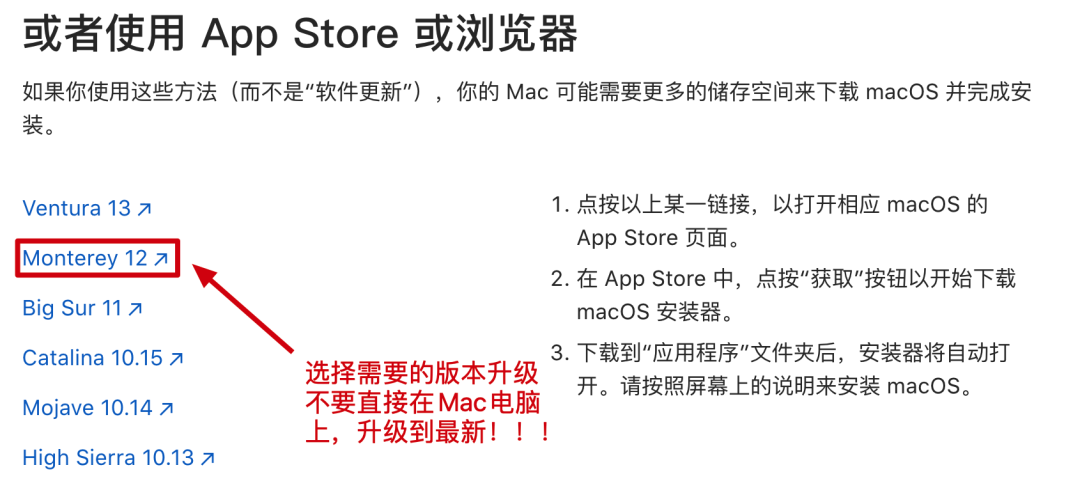 或者使用 App Store 或浏览器
如果你使用这些方法（而不是“软件更新”），你的 Mac 可能需要更多的储存空间来下载 macOS 并完成安
装。
Ventura 13 ↗
Monterey 12 ↗
Big Sur 11 ↗
Catalina 10.15 ↗
Mojave 10.14 ↗
High Sierra 10.13 ↗
选择需要的版本升级
不要直接在Mac电脑
上，升级到最新！！！
1. 点按以上某一链接，以打开相应 macOS 的
App Store 页面。
2. 在 App Store 中，点按“获取”按钮以开始下载
macOS 安装器。
3. 下载到“应用程序”文件夹后，安装器将自动打
开。请按照屏幕上的说明来安装 macOS。